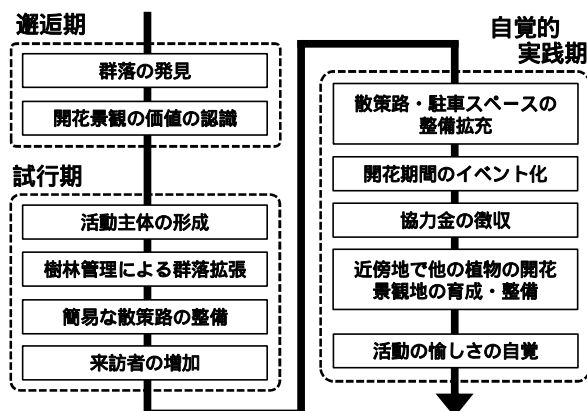 邂逅期
群落の発見
開花景観の価値の認識
試行期
活動主体の形成
樹林管理による群落拡張
簡易な散策路の整備
来訪者の増加
自覚的
実践期
散策路・駐車スペースの
整備拡充
開花期間のイベント化
協力金の徴収
近傍地で他の植物の開花
景観地の育成・整備
活動の愉しさの自覚